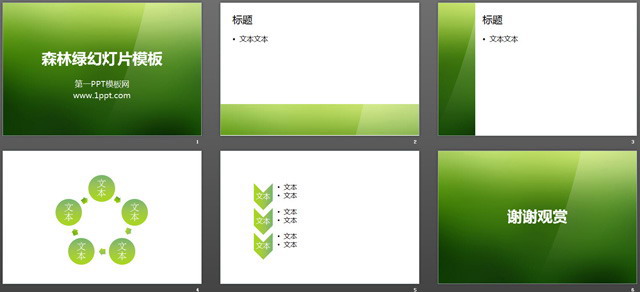 森林绿幻灯片模板
第一PPT模板网
www.1ppt.com
1
标题
• 文本文本
2
标题
• 文本文本
3
文本
文本
文本
文本
文本
4
文本
• 文本
• 文本
文本
• 文本
• 文本
文本
• 文本
• 文本
5
谢谢观赏
6